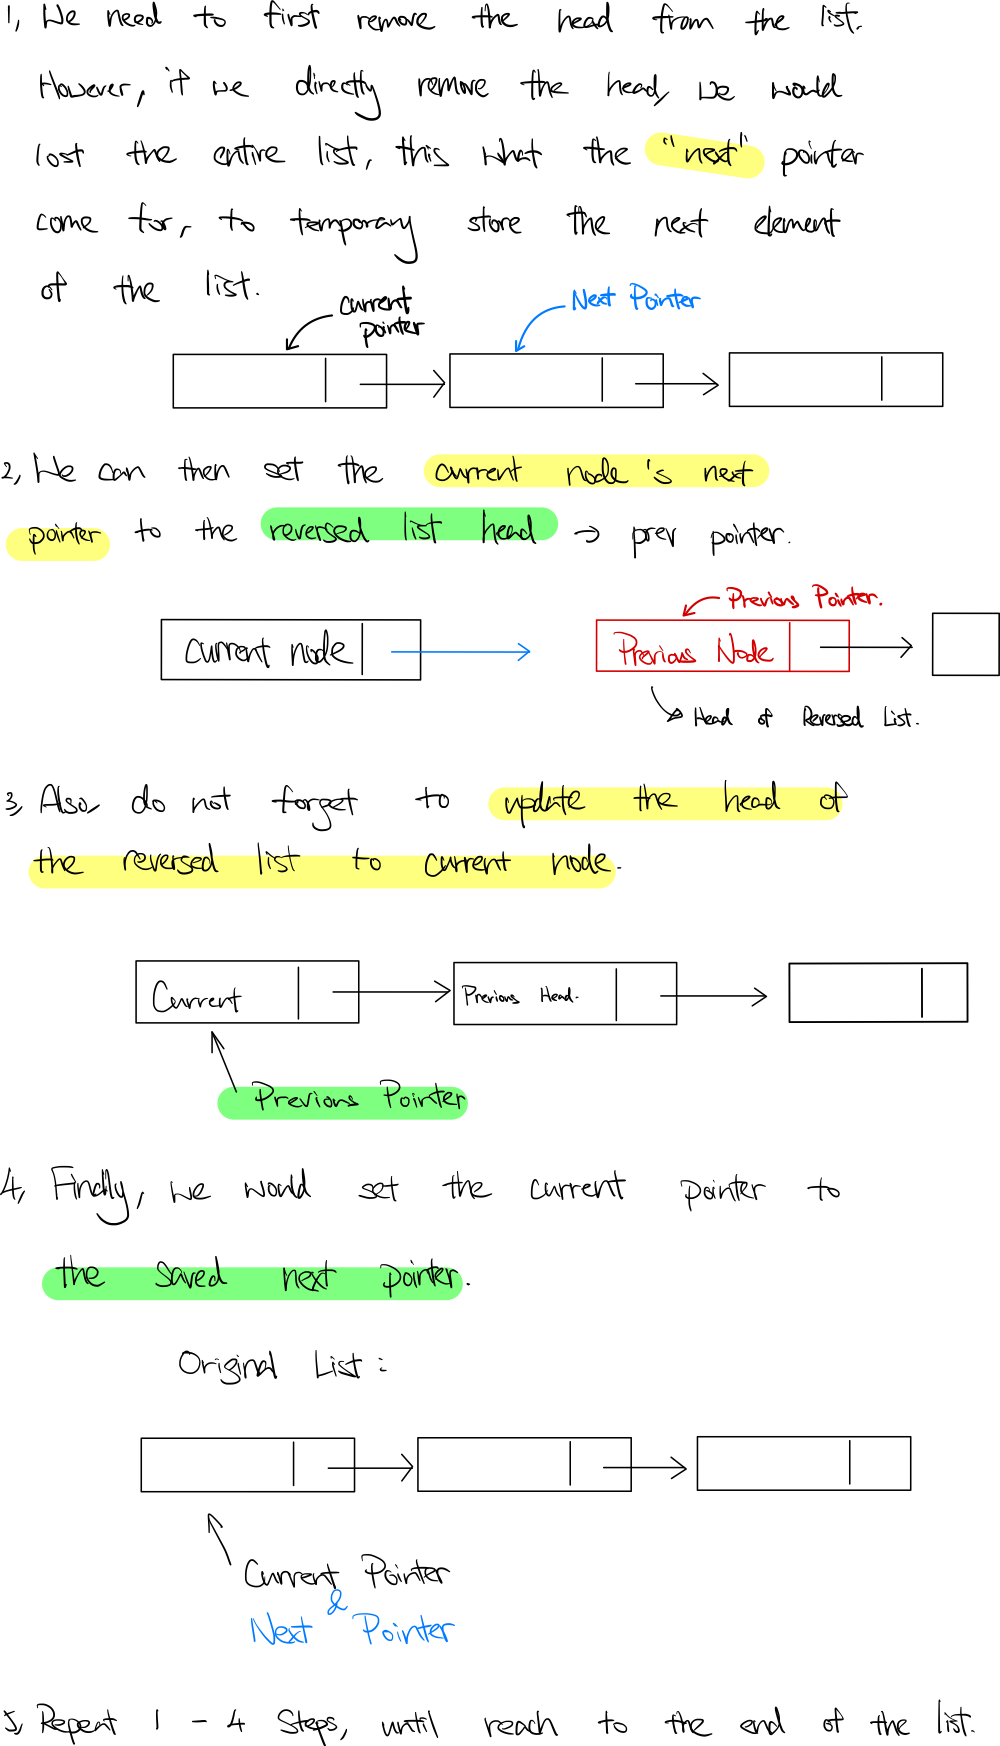 1, We need to first remove the head from the list.
However, if we directly remove the head, we would
lost the entire list, this what the "next" pointer
come for, to temporary store the next element
of the list.
current
pointer
Next Pointer
2, We can then set the current node's next
pointer to the reversed list head → prev pointer.
Previous Pointer.
Current node
Previous Node
Head of Reversed List.
3, Also, do not forget to update the head of
the reversed list to current node.
Current
Previous Head.
Previous Pointer
4, Finally, we would set the current pointer to
the saved next pointer.
Original List :
Current Pointer
&
Next Pointer
5, Repeat 1 - 4 Steps, until reach to the end of the list.